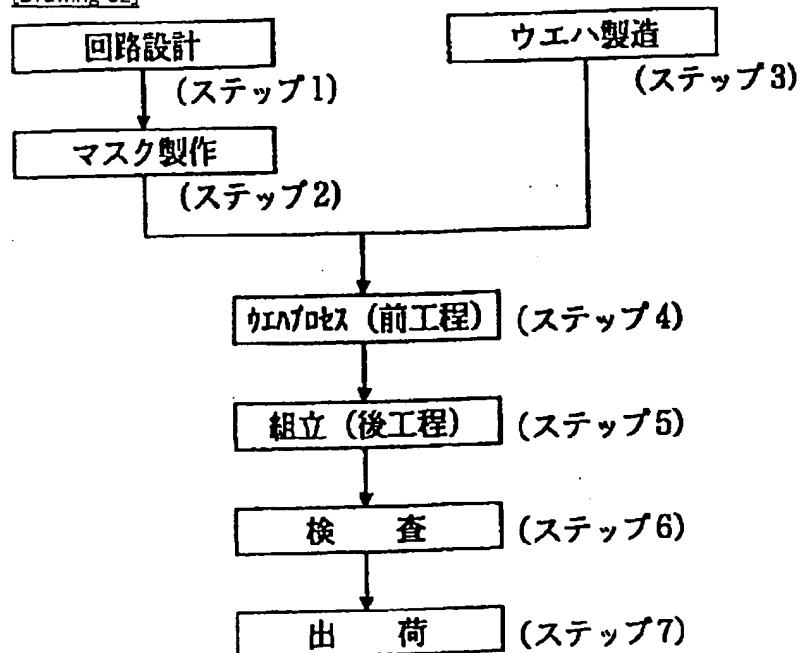 回路設計
(ステップ1)
ウエハ製造
(ステップ3)
マスク製作
(ステップ2)
ウエハプロセス (前工程)
(ステップ4)
組立 (後工程)
(ステップ5)
検 査
(ステップ6)
出 荷
(ステップ7)